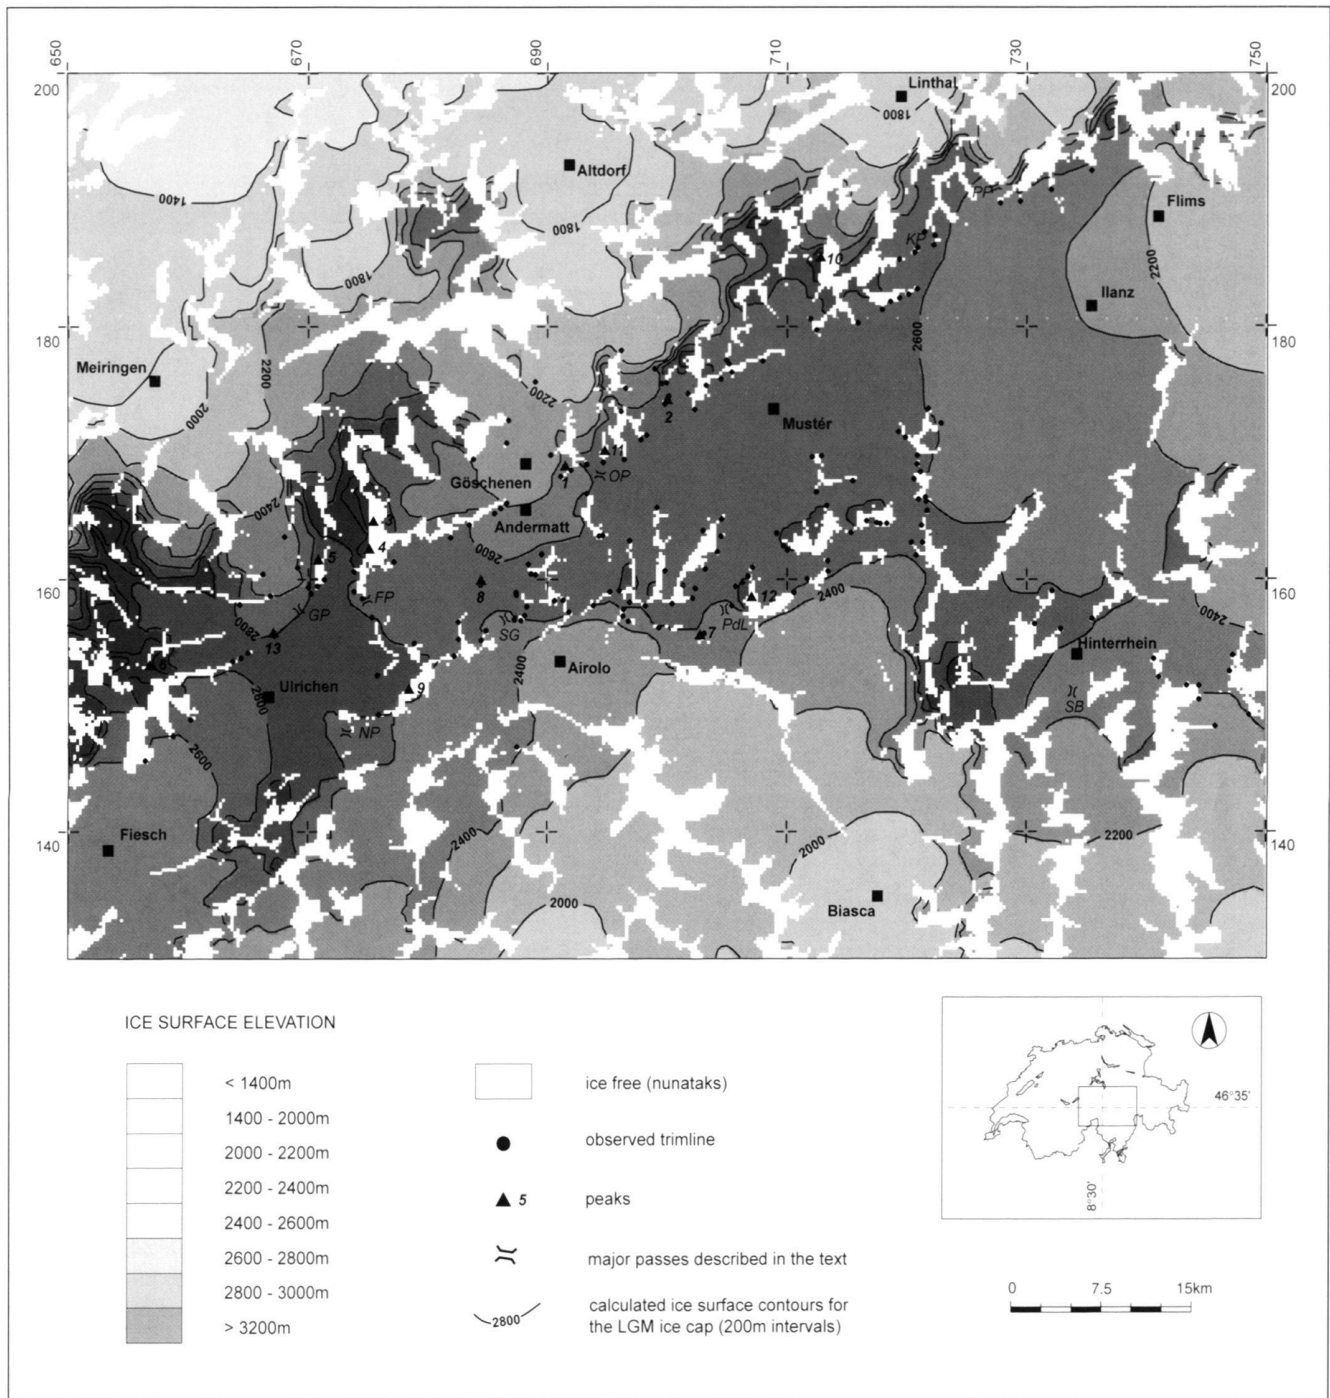 650 670 690 710 730 750
200 200
Linthal
1800
Altdorf
1400
PP
Flims
1800
KP
1800
10
2200
Ilanz
2600
180 180
Meiringen
2200
2000
2200
2
Mustér
11
Göschenen
1
OP
2400
3
Andermatt
4
2600
5
160 160
8
12
2400
FP
GP
2800
PdL
SG
7
2400
13
Hinterrhein
6
2400
Airolo
Ulrichen
9
2800
SB
NP
2600
Fiesch
2400
2000
2200
140 140
2000
Biasca
ICE SURFACE ELEVATION
< 1400m
1400 - 2000m
2000 - 2200m
2200 - 2400m
2400 - 2600m
2600 - 2800m
2800 - 3000m
> 3200m
ice free (nunataks)
observed trimline
5 peaks
major passes described in the text
2800
calculated ice surface contours for
the LGM ice cap (200m intervals)
46°35'
8°30'
0 7.5 15km